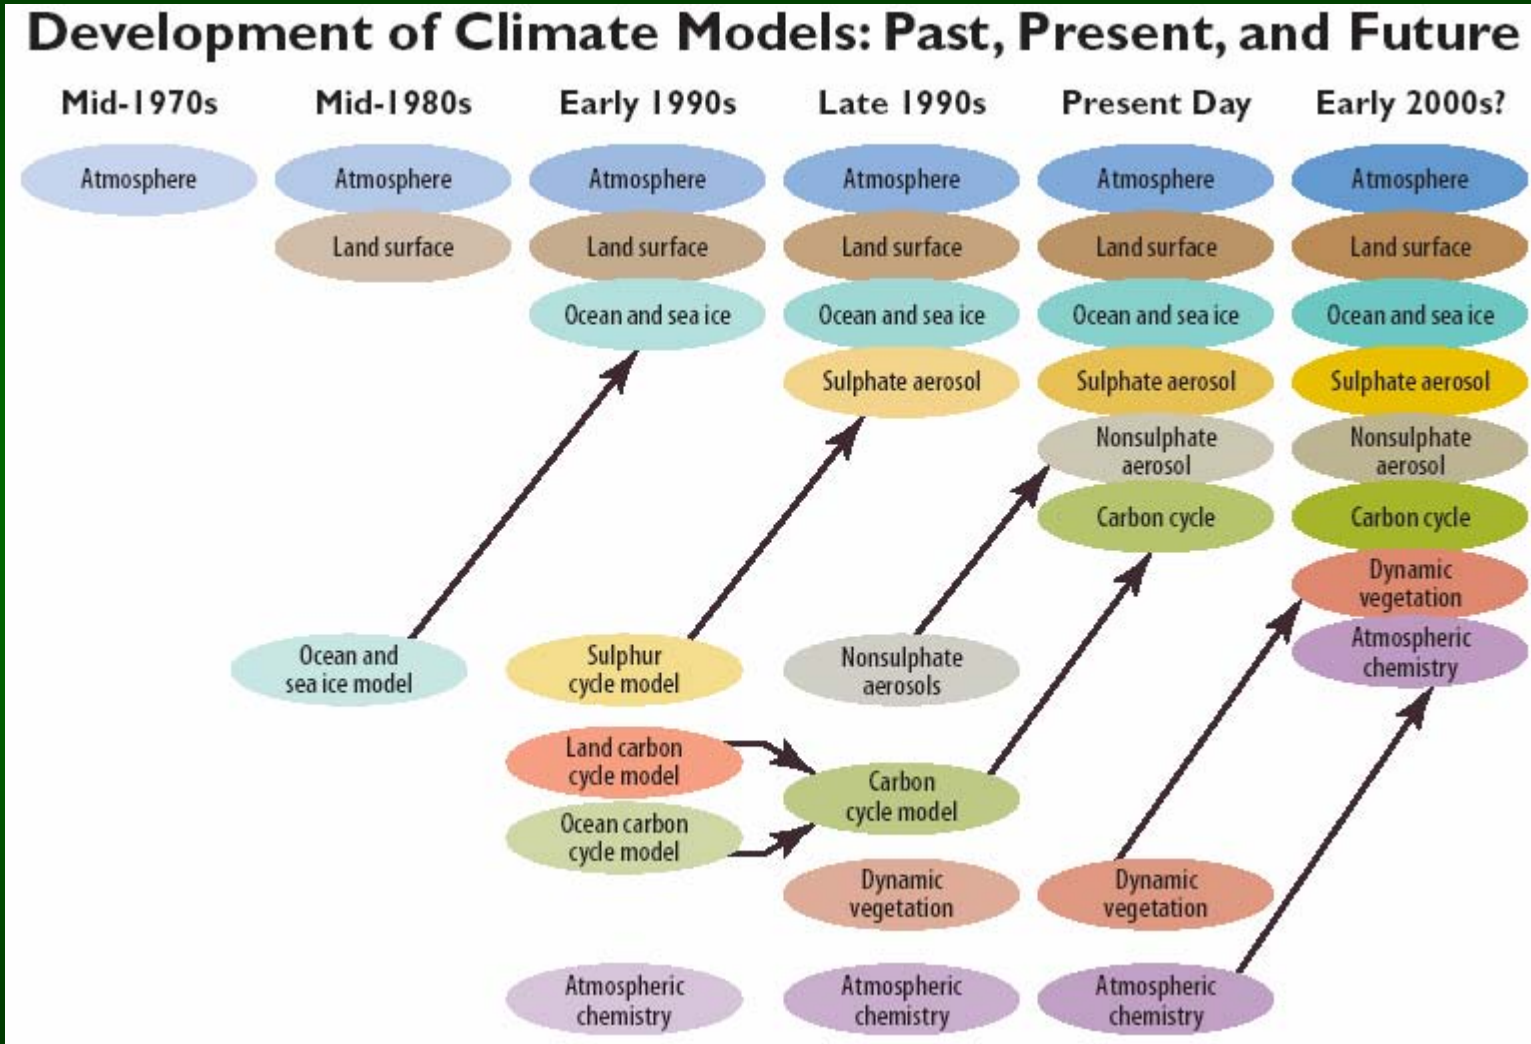 Development of Climate Models: Past, Present, and Future
Mid-1970s
Mid-1980s
Early 1990s
Late 1990s
Present Day
Early 2000s?
Atmosphere
Atmosphere
Atmosphere
Atmosphere
Atmosphere
Atmosphere
Land surface
Land surface
Land surface
Land surface
Land surface
Ocean and sea ice
Ocean and sea ice
Ocean and sea ice
Ocean and sea ice
Sulphate aerosol
Sulphate aerosol
Sulphate aerosol
Nonsulphate
aerosol
Nonsulphate
aerosol
Carbon cycle
Carbon cycle
Dynamic
vegetation
Atmospheric
chemistry
Ocean and
sea ice model
Sulphur
cycle model
Nonsulphate
aerosols
Land carbon
cycle model
Carbon
cycle model
Ocean carbon
cycle model
Dynamic
vegetation
Dynamic
vegetation
Atmospheric
chemistry
Atmospheric
chemistry
Atmospheric
chemistry